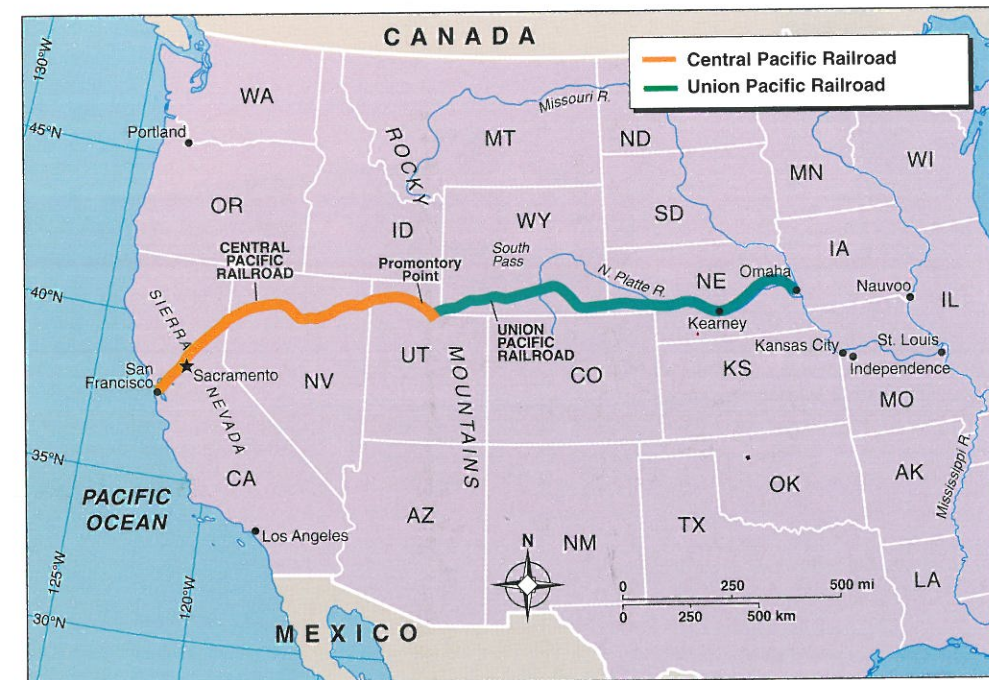 CANADA
Central Pacific Railroad
Union Pacific Railroad
130°W
45°N
40°N
35°N
30°N
125°W
120°W
WA
Portland
OR
ID
MT
Missouri R.
ND
MN
WI
ROCKY
MOUNTAINS
WY
South
Pass
SD
IA
CENTRAL
PACIFIC
RAILROAD
Promontory
Point
N. Platte R.
NE
Omaha
Nauvoo
IL
SIERRA
NEVADA
San
Francisco
Sacramento
NV
UT
UNION
PACIFIC
RAILROAD
CO
Kearney
KS
Kansas City
St. Louis
Independence
MO
CA
PACIFIC
OCEAN
Los Angeles
AZ
NM
TX
OK
AK
Mississippi R.
LA
N
0 250 500 mi
0 250 500 km
MEXICO